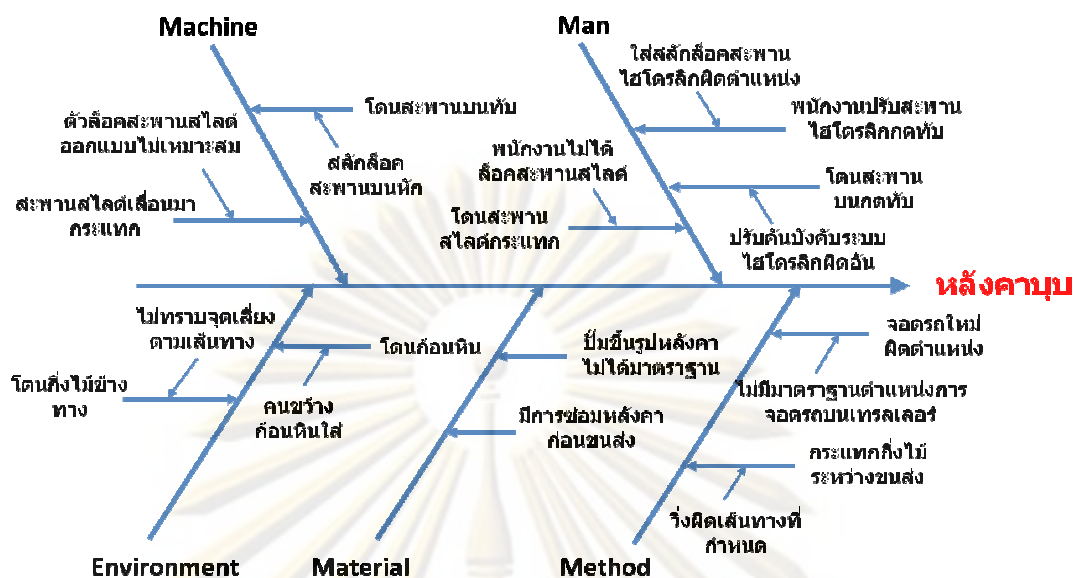 Machine
Man
ใส่สลักล็อคสะพาน
ไฮโดรลิกผิดตำแหน่ง
โดนสะพานบนทับ
พนักงานปรับสะพาน
ไฮโดรลิกกดทับ
ตัวล็อคสะพานสไลด์
ออกแบบไม่เหมาะสม
สลักล็อค
สะพานบนหัก
พนักงานไม่ได้
ล็อคสะพานสไลด์
โดนสะพาน
บนกดทับ
สะพานสไลด์เลื่อนมา
กระแทก
โดนสะพาน
สไลด์กระแทก
ปรับคันบังคับระบบ
ไฮโดรลิกผิดอัน
หลังคาบุบ
ไม่ทราบจุดเสี่ยง
ตามเส้นทาง
โดนก้อนหิน
ปั๊มขึ้นรูปหลังคา
ไม่ได้มาตราฐาน
จอดรถใหม่
ผิดตำแหน่ง
โดนกิ่งไม้ข้าง
ทาง
คนขว้าง
ก้อนหินใส่
มีการซ่อมหลังคา
ก่อนขนส่ง
ไม่มีมาตราฐานตำแหน่งการ
จอดรถบนเทรลเลอร์
กระแทกกิ่งไม้
ระหว่างขนส่ง
วิ่งผิดเส้นทางที่
กำหนด
Environment
Material
Method